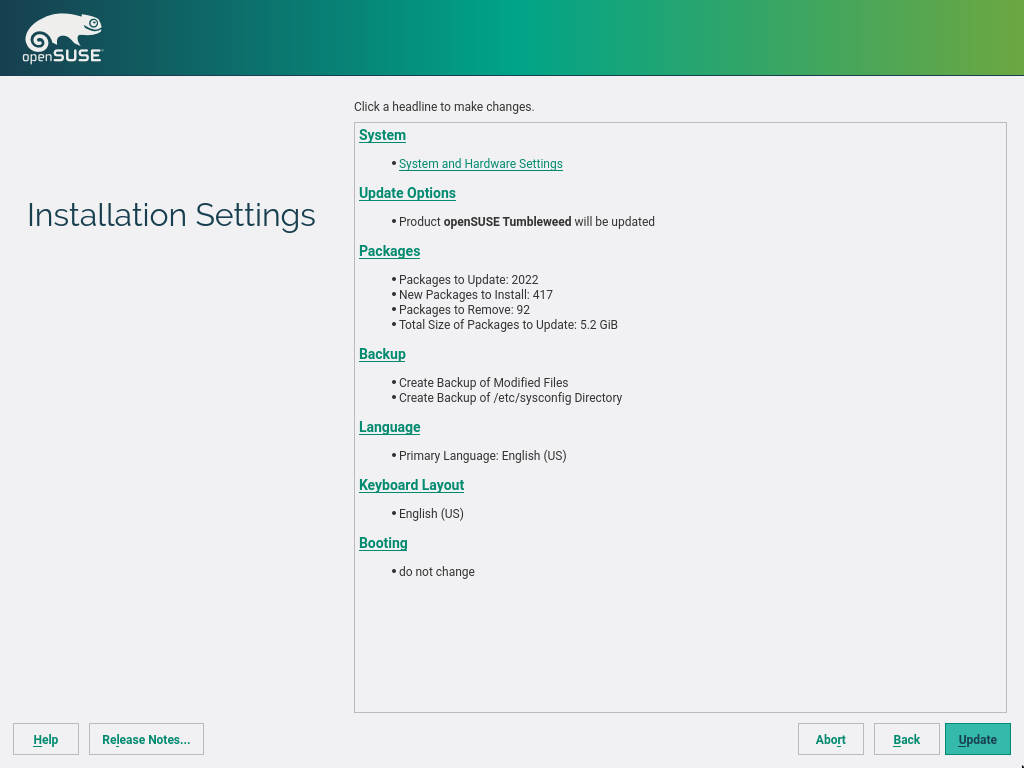 openSUSE
Click a headline to make changes.
Installation Settings
System
• System and Hardware Settings
Update Options
• Product openSUSE Tumbleweed will be updated
Packages
• Packages to Update: 2022
• New Packages to Install: 417
• Packages to Remove: 92
• Total Size of Packages to Update: 5.2 GiB
Backup
• Create Backup of Modified Files
• Create Backup of /etc/sysconfig Directory
Language
• Primary Language: English (US)
Keyboard Layout
• English (US)
Booting
• do not change
Help
Release Notes...
Abort
Back
Update